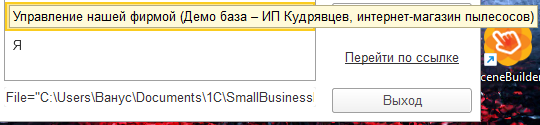 Управление нашей фирмой (Демо база – ИП Кудрявцев, интернет-магазин пылесосов)
Я
Перейти по ссылке
ceneBuilder
File="C:\Users\Ванус\Documents\1C\SmallBusiness
Выход